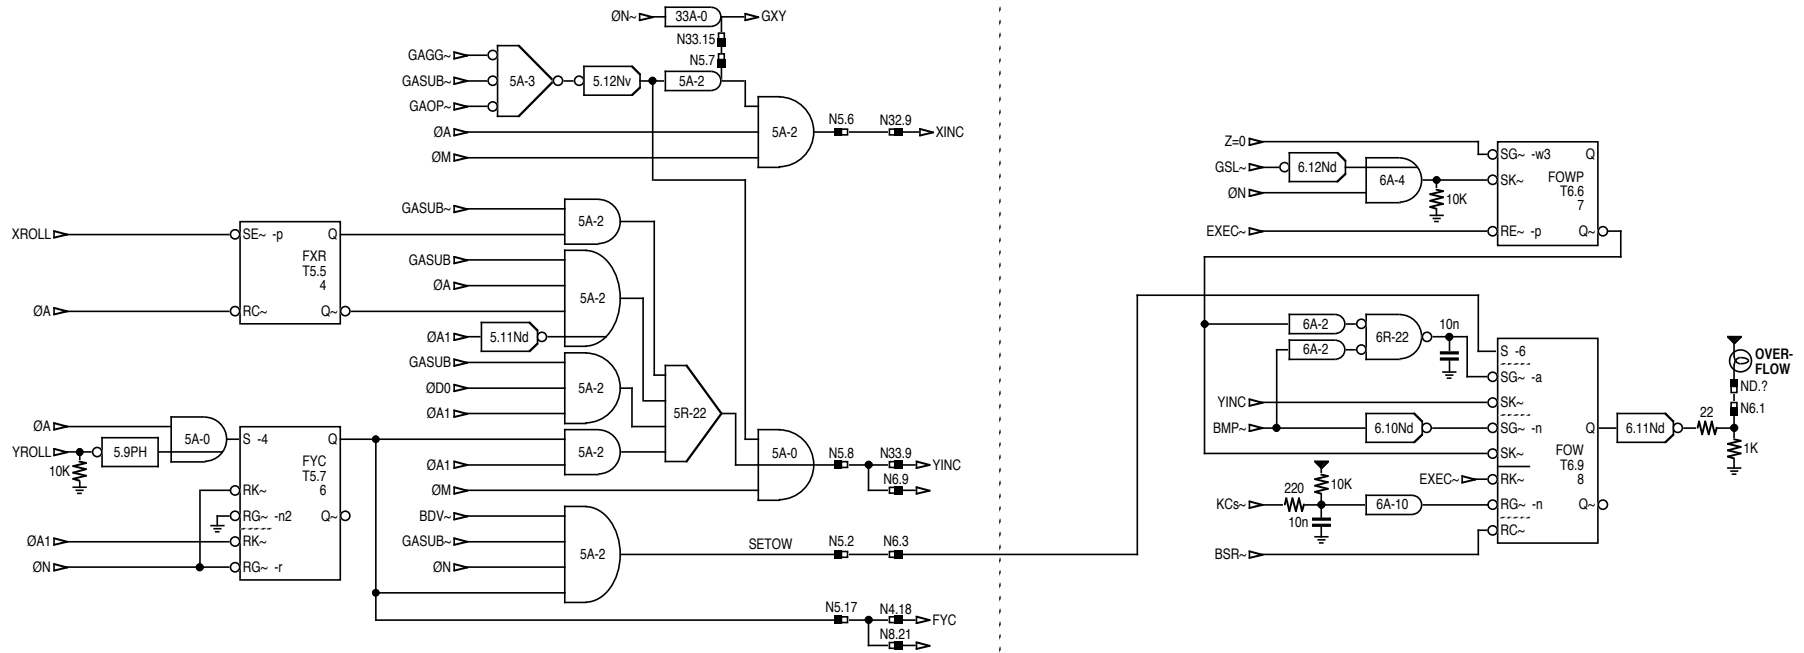 ØN~ 33A-0 GXY
N33.15
N5.7
GAGG~
GASUB~ 5A-3 5.12Nv 5A-2
GAOP~
ØA 5A-2 N5.6 N32.9 XINC
ØM
GASUB~ 5A-2
XROLL SE~ -p Q
FXR
T5.5
4
GASUB
ØA 5A-2
ØA RC~ Q~
ØA1 5.11Nd
GASUB
ØD0 5A-2
ØA1
5R-22
ØA 5A-0 S -4 Q
YROLL 5.9PH
10K
FYC
T5.7
6
5A-2
ØA1
5A-0 N5.8 N33.9 YINC
N6.9
ØM
RK~
RG~ -n2 Q~
BDV~
ØA1 RK~
GASUB~ 5A-2 SETOW N5.2 N6.3
ØN RG~ -r
ØN
N5.17 N4.18 FYC
N8.21
Z=0 SG~ -w3 Q
GSL~ 6.12Nd 6A-4 SK~
FOWP
T6.6
7
ØN 10K
EXEC~ RE~ -p Q~
6A-2 6R-22 10n
6A-2
S -6
SG~ -a
YINC SK~
BMP~ 6.10Nd SG~ -n Q 6.11Nd 22
SK~
FOW
T6.9
8
OVER-
FLOW
ND.?
N6.1
1K
EXEC~ RK~
220 10K
KCs~ 6A-10 RG~ -n Q~
10n
RC~
BSR~